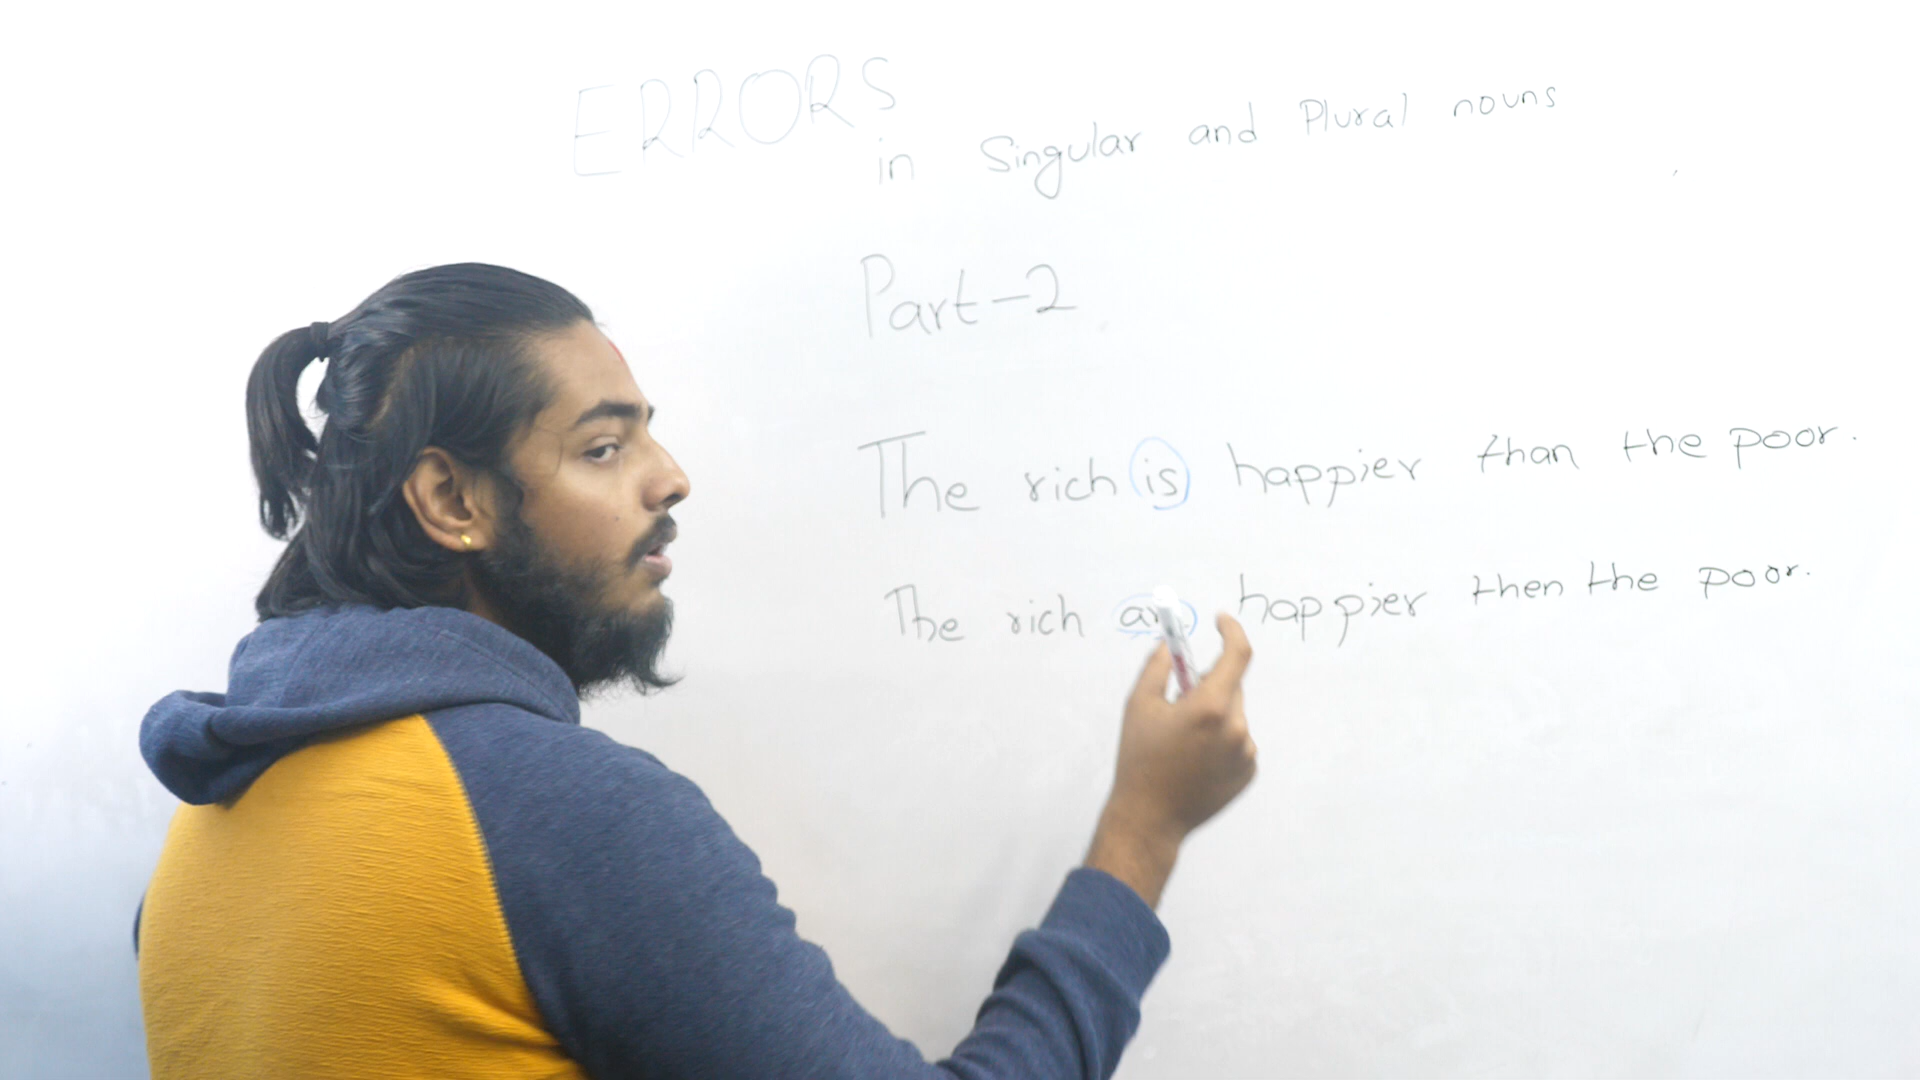 ERRORS
in Singular and Plural nouns
Part-2
The rich is happier than the poor.
The rich happier then the poor.